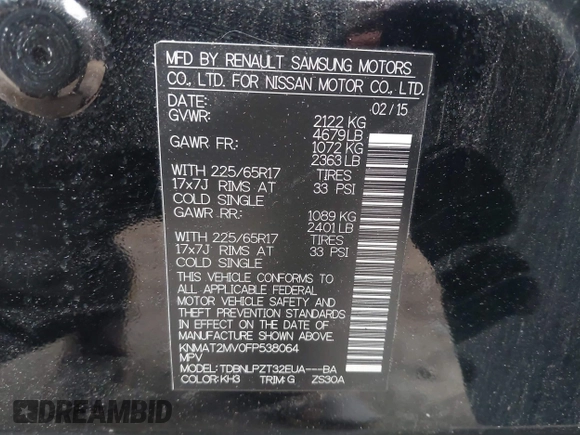 MFD BY RENAULT SAMSUNG MOTORS
CO., LTD. FOR NISSAN MOTOR CO., LTD.
DATE: 02/15
GVWR: 2122 KG
4679 LB
GAWR FR: 1072 KG
2363 LB
WITH 225/65R17 TIRES
17x7J RIMS AT 33 PSI
COLD SINGLE
GAWR RR: 1089 KG
2401 LB
WITH 225/65R17 TIRES
17x7J RIMS AT 33 PSI
COLD SINGLE
THIS VEHICLE CONFORMS TO
ALL APPLICABLE FEDERAL
MOTOR VEHICLE SAFETY AND
THEFT PREVENTION STANDARDS
IN EFFECT ON THE DATE OF
MANUFACTURE SHOWN ABOVE.
KNMAT2MV0FP538064
MPV
MODEL: TDBNLPZT32EUA---BA
COLOR: KH3 TRIM: G ZS30A
DREAMBID